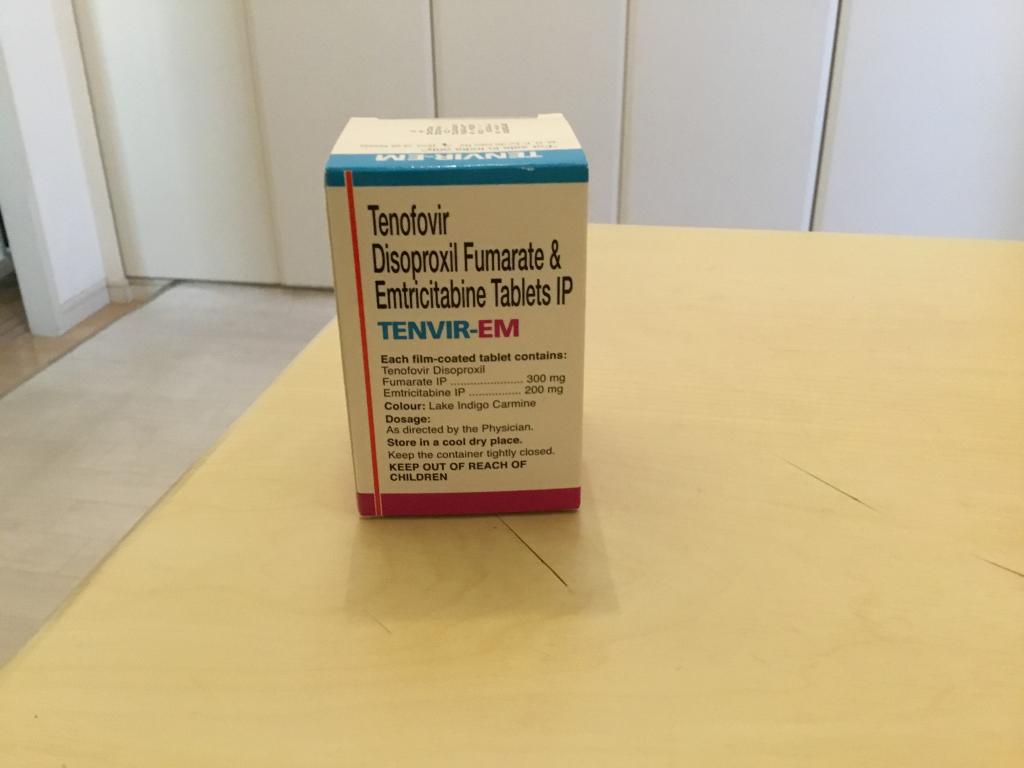 TENVIR-EM
Tenofovir
Disoproxil Fumarate &
Emtricitabine Tablets IP
TENVIR-EM
Each film-coated tablet contains:
Tenofovir Disoproxil
Fumarate IP ...................... 300 mg
Emtricitabine IP ................ 200 mg
Colour: Lake Indigo Carmine
Dosage:
As directed by the Physician.
Store in a cool dry place.
Keep the container tightly closed.
KEEP OUT OF REACH OF
CHILDREN